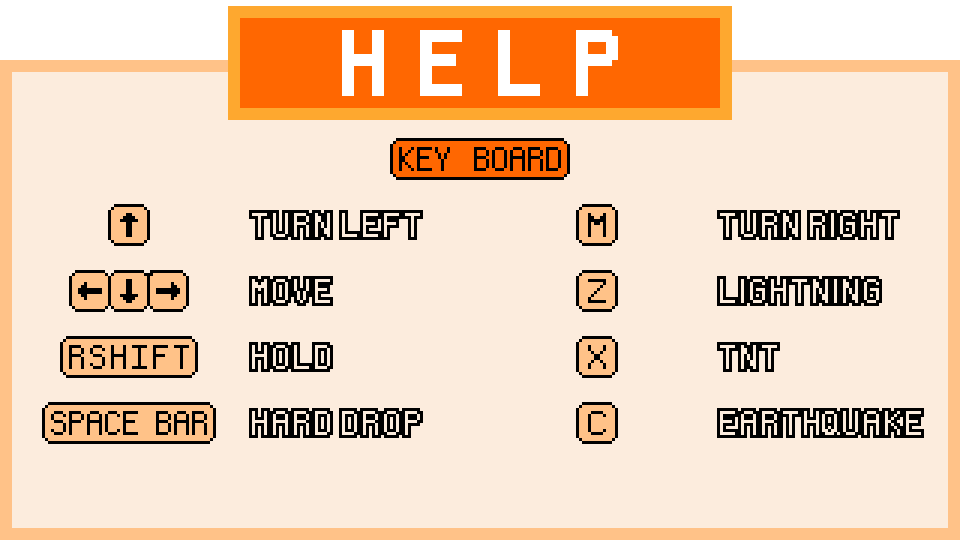 HELP
KEY BOARD
↑ TURN LEFT M TURN RIGHT
←↓→ MOVE Z LIGHTNING
RSHIFT HOLD X TNT
SPACE BAR HARD DROP C EARTHQUAKE